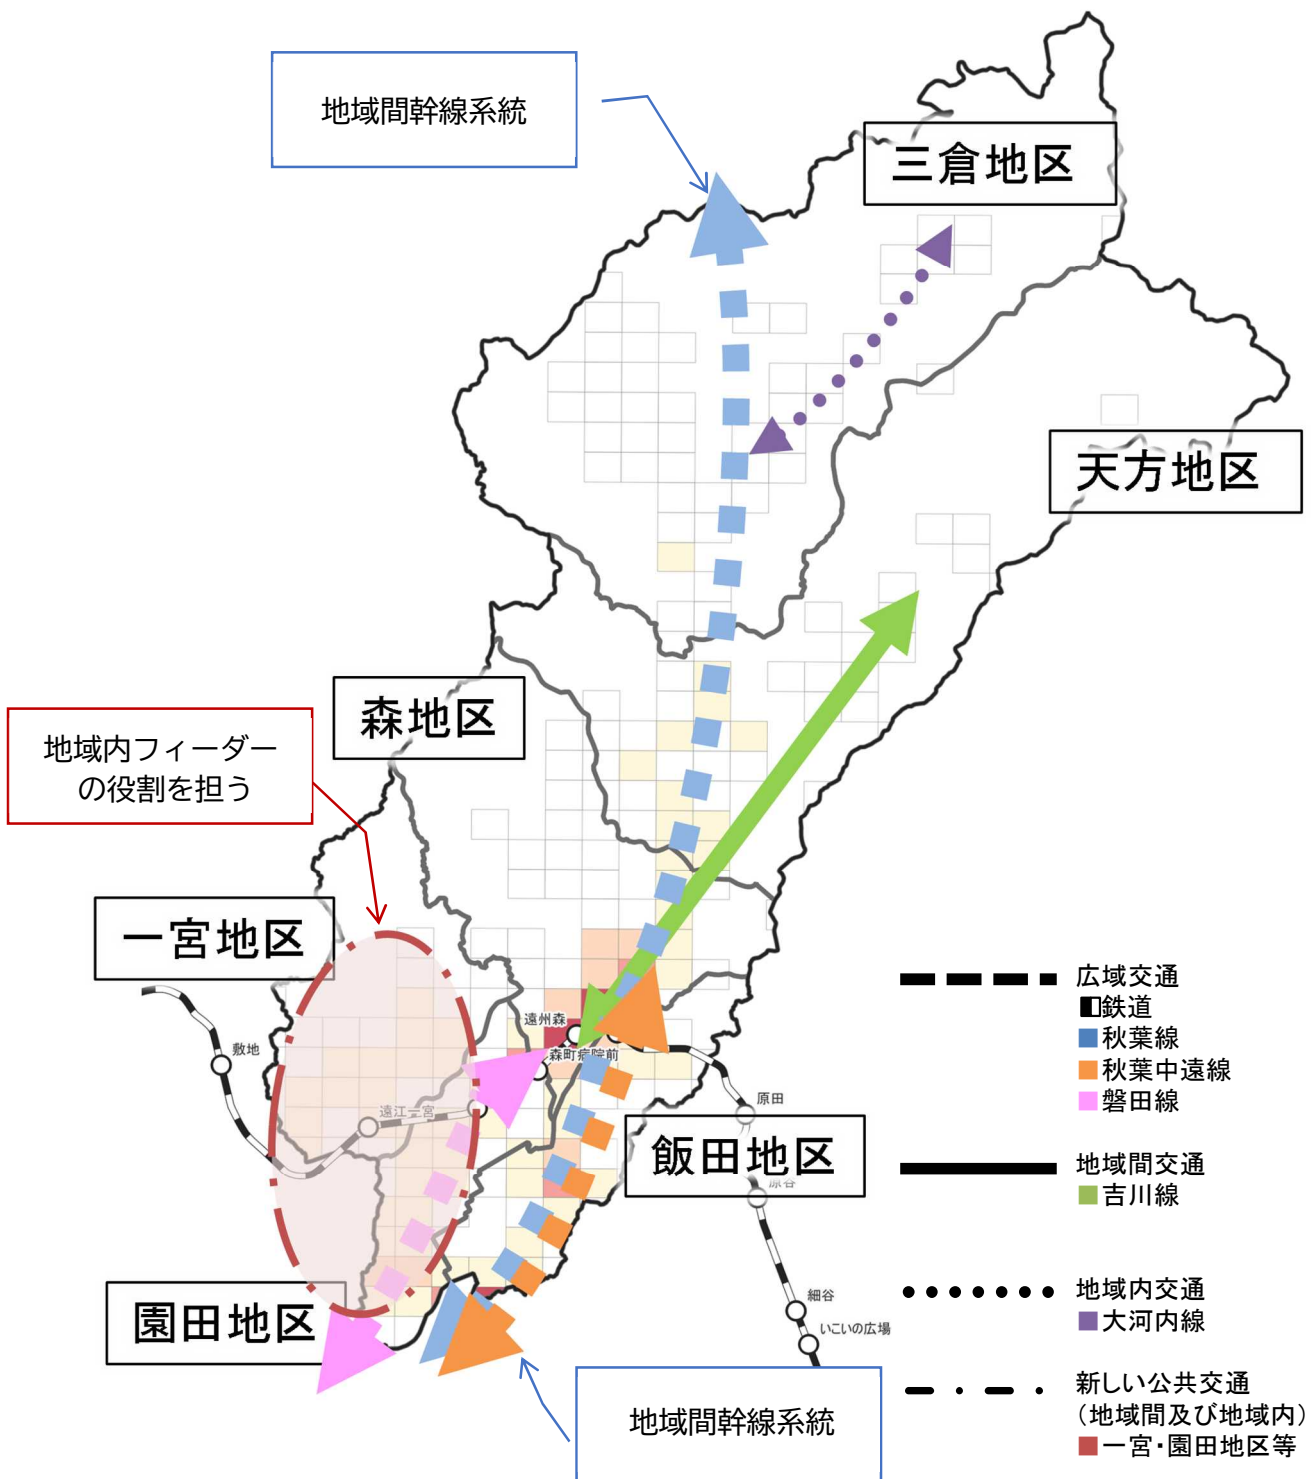 地域間幹線系統
三倉地区
天方地区
森地区
地域内フィーダー
の役割を担う
一宮地区
敷地
遠江一宮
遠州森
森町病院前
原田
飯田地区
原谷
細谷
いこいの広場
園田地区
地域間幹線系統
広域交通
鉄道
秋葉線
秋葉中遠線
磐田線
地域間交通
吉川線
地域内交通
大河内線
新しい公共交通
(地域間及び地域内)
一宮・園田地区等